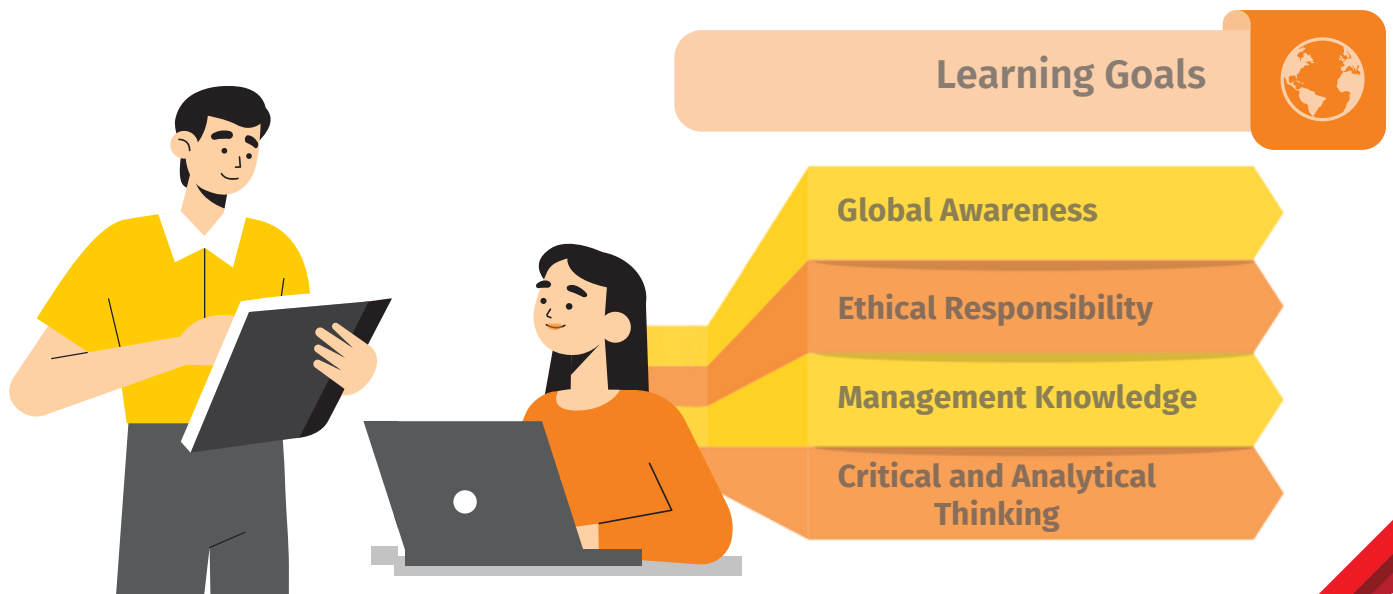 Learning Goals
Global Awareness
Ethical Responsibility
Management Knowledge
Critical and Analytical
Thinking